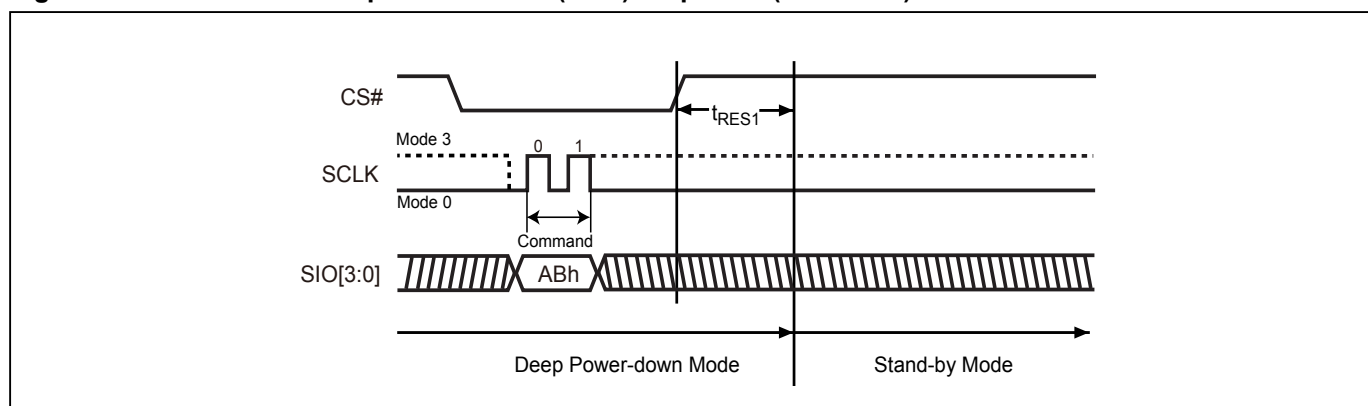 CS#
tRES1
Mode 3
0 1
SCLK
Mode 0
Command
SIO[3:0]
ABh
Deep Power-down Mode
Stand-by Mode